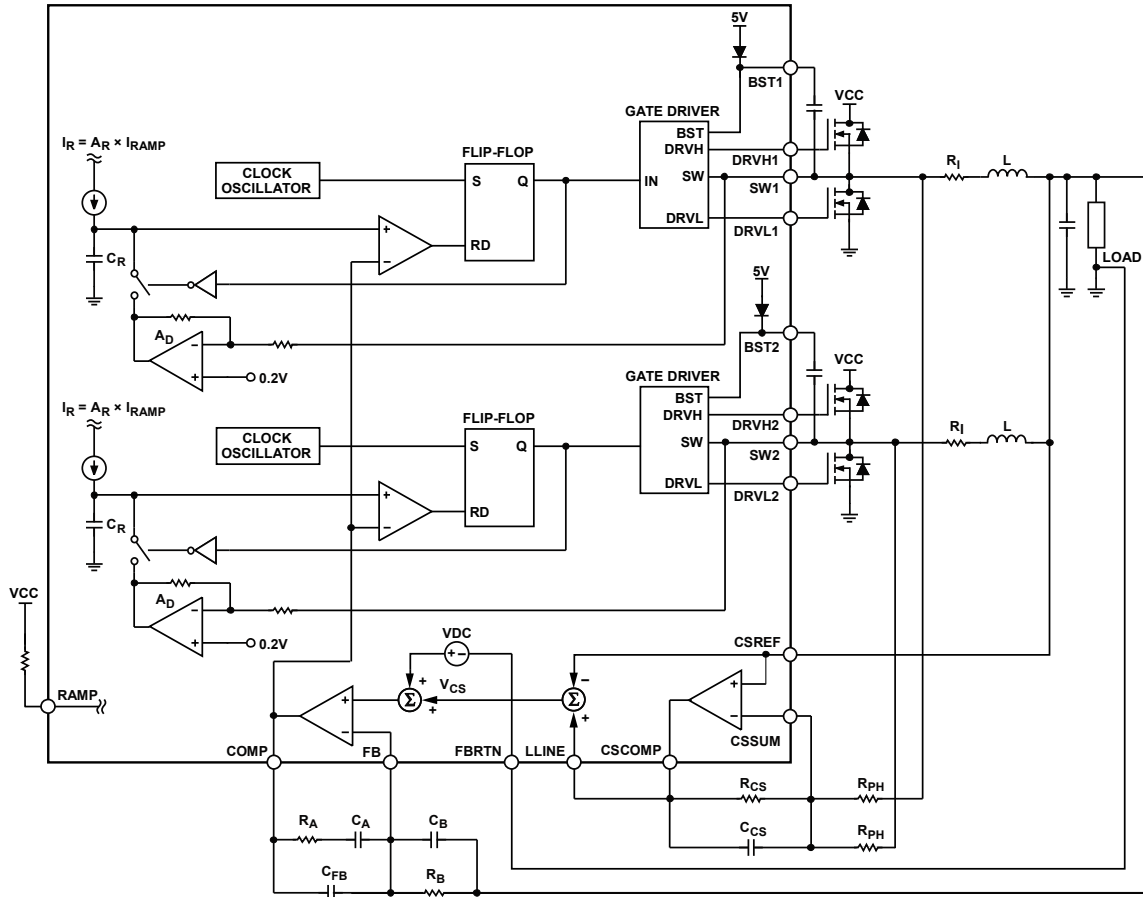 5V
BST1
VCC
GATE DRIVER
BST
DRVH
DRVH1
I_R = A_R × I_RAMP
CLOCK
OSCILLATOR
FLIP-FLOP
S
Q
IN
SW
SW1
R_I
L
DRVL
DRVL1
+
−
RD
C_R
LOAD
A_D
−
+
0.2V
5V
BST2
VCC
GATE DRIVER
BST
DRVH
DRVH2
I_R = A_R × I_RAMP
CLOCK
OSCILLATOR
FLIP-FLOP
S
Q
SW
SW2
R_I
L
DRVL
DRVL2
+
−
RD
C_R
A_D
−
+
0.2V
VCC
RAMP
VDC
+ −
CSREF
+
V_CS
+
Σ
−
Σ
+
+
−
+
−
CSSUM
COMP
FB
FBRTN
LLINE
CSCOMP
R_CS
R_PH
R_A
C_A
C_B
C_CS
R_PH
C_FB
R_B